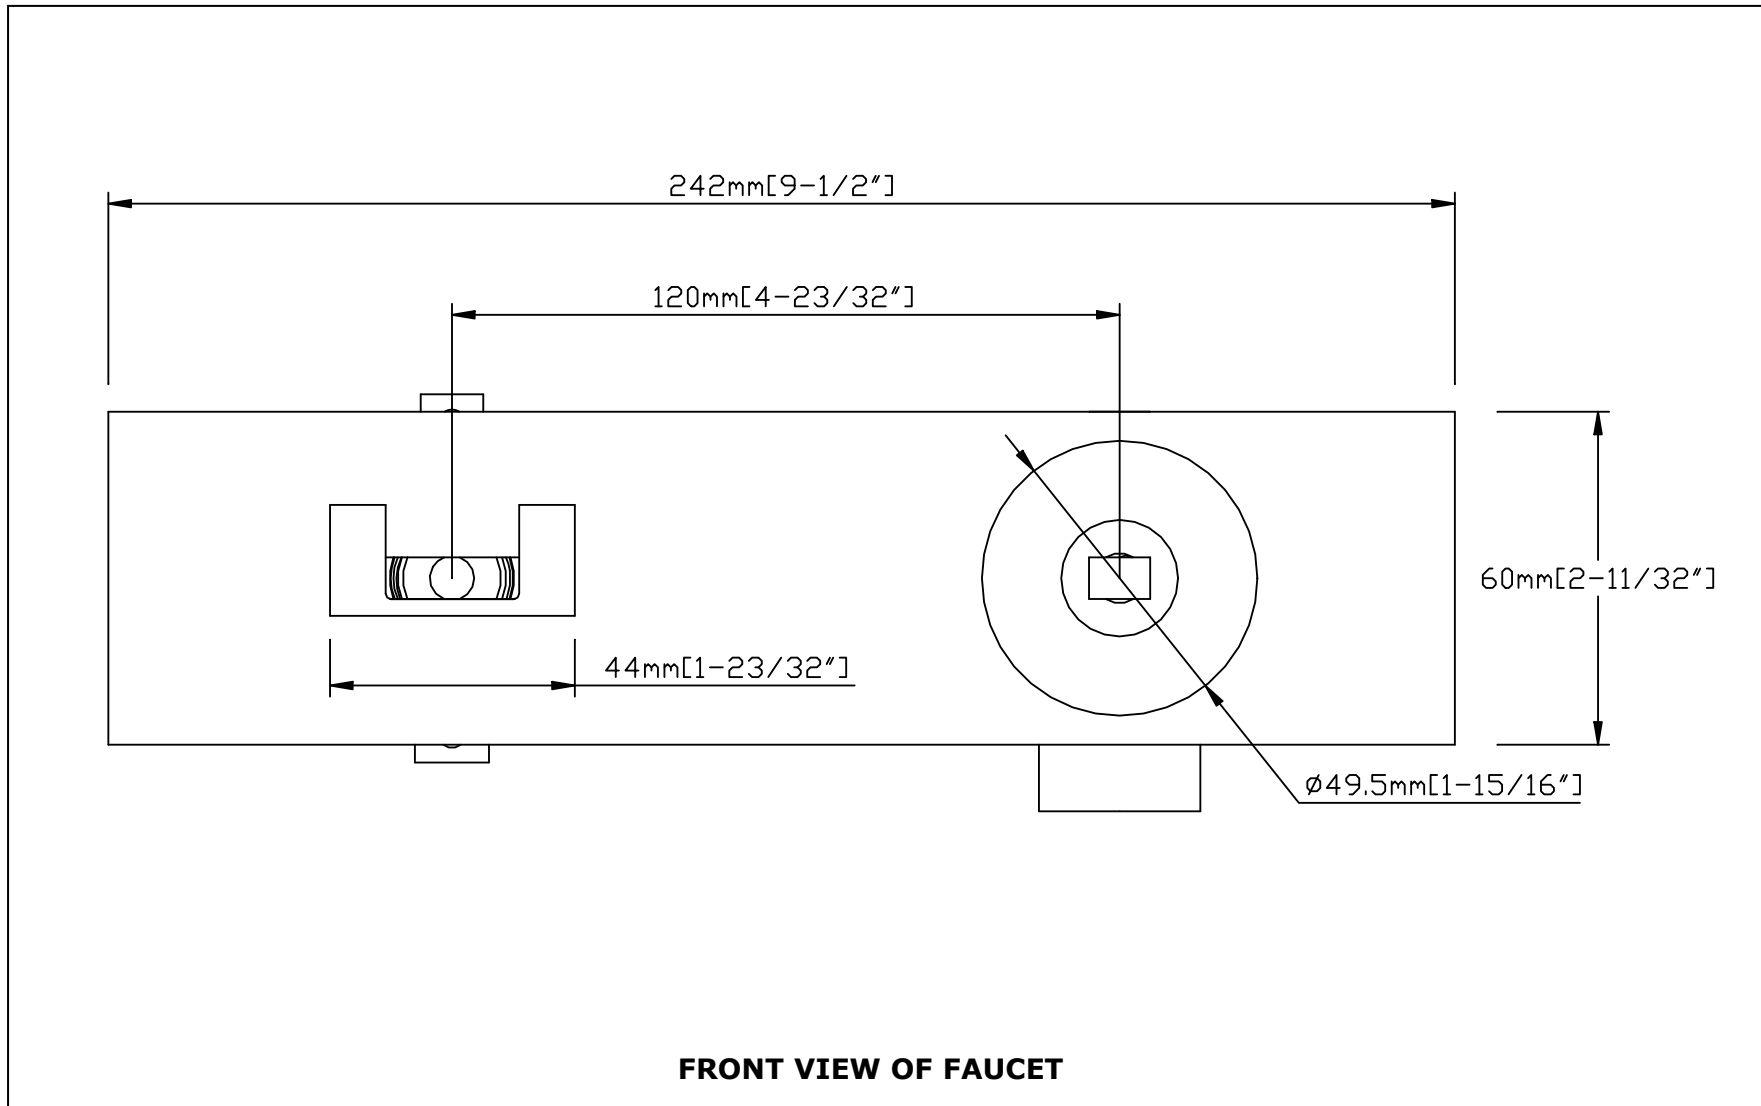 242mm[9-1/2"]
120mm[4-23/32"]
60mm[2-11/32"]
44mm[1-23/32"]
Ø49.5mm[1-15/16"]
FRONT VIEW OF FAUCET